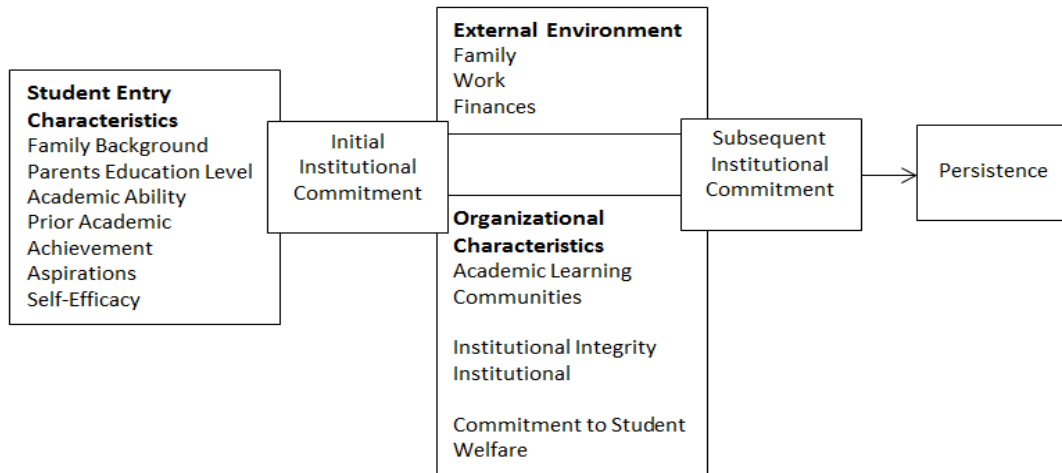 Student Entry
Characteristics
Family Background
Parents Education Level
Academic Ability
Prior Academic
Achievement
Aspirations
Self-Efficacy
Initial
Institutional
Commitment
External Environment
Family
Work
Finances
Organizational
Characteristics
Academic Learning
Communities
Institutional Integrity
Institutional
Commitment to Student
Welfare
Subsequent
Institutional
Commitment
Persistence